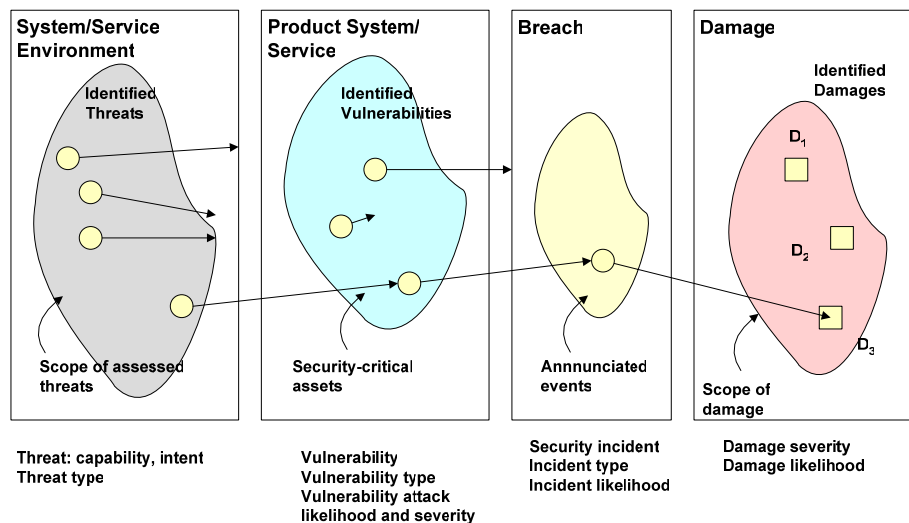 System/Service
Environment
Identified
Threats
Scope of assessed
threats
Threat: capability, intent
Threat type
Product System/
Service
Identified
Vulnerabilities
Security-critical
assets
Vulnerability
Vulnerability type
Vulnerability attack
likelihood and severity
Breach
Annnunciated
events
Security incident
Incident type
Incident likelihood
Damage
Identified
Damages
D1
D2
D3
Scope of
damage
Damage severity
Damage likelihood